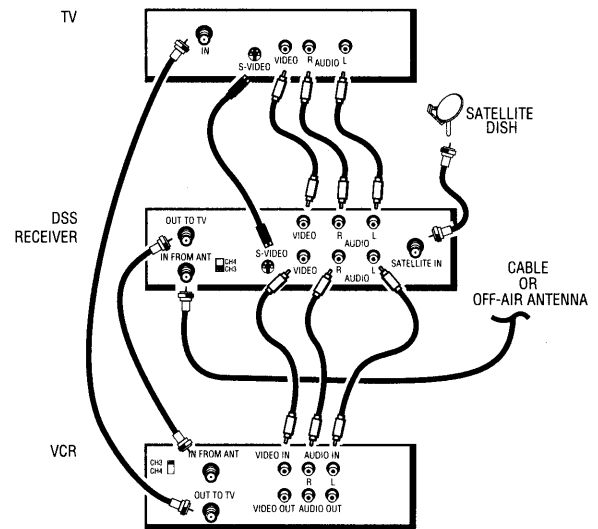 TV
IN
S-VIDEO
VIDEO R AUDIO L
SATELLITE
DISH
DSS
RECEIVER
OUT TO TV
IN FROM ANT
CH4
CH3
S-VIDEO
VIDEO
R
AUDIO
L
VIDEO
R
AUDIO
L
SATELLITE IN
CABLE
OR
OFF-AIR ANTENNA
VCR
CH3
CH4
IN FROM ANT
OUT TO TV
VIDEO IN AUDIO IN
R L
VIDEO OUT AUDIO OUT